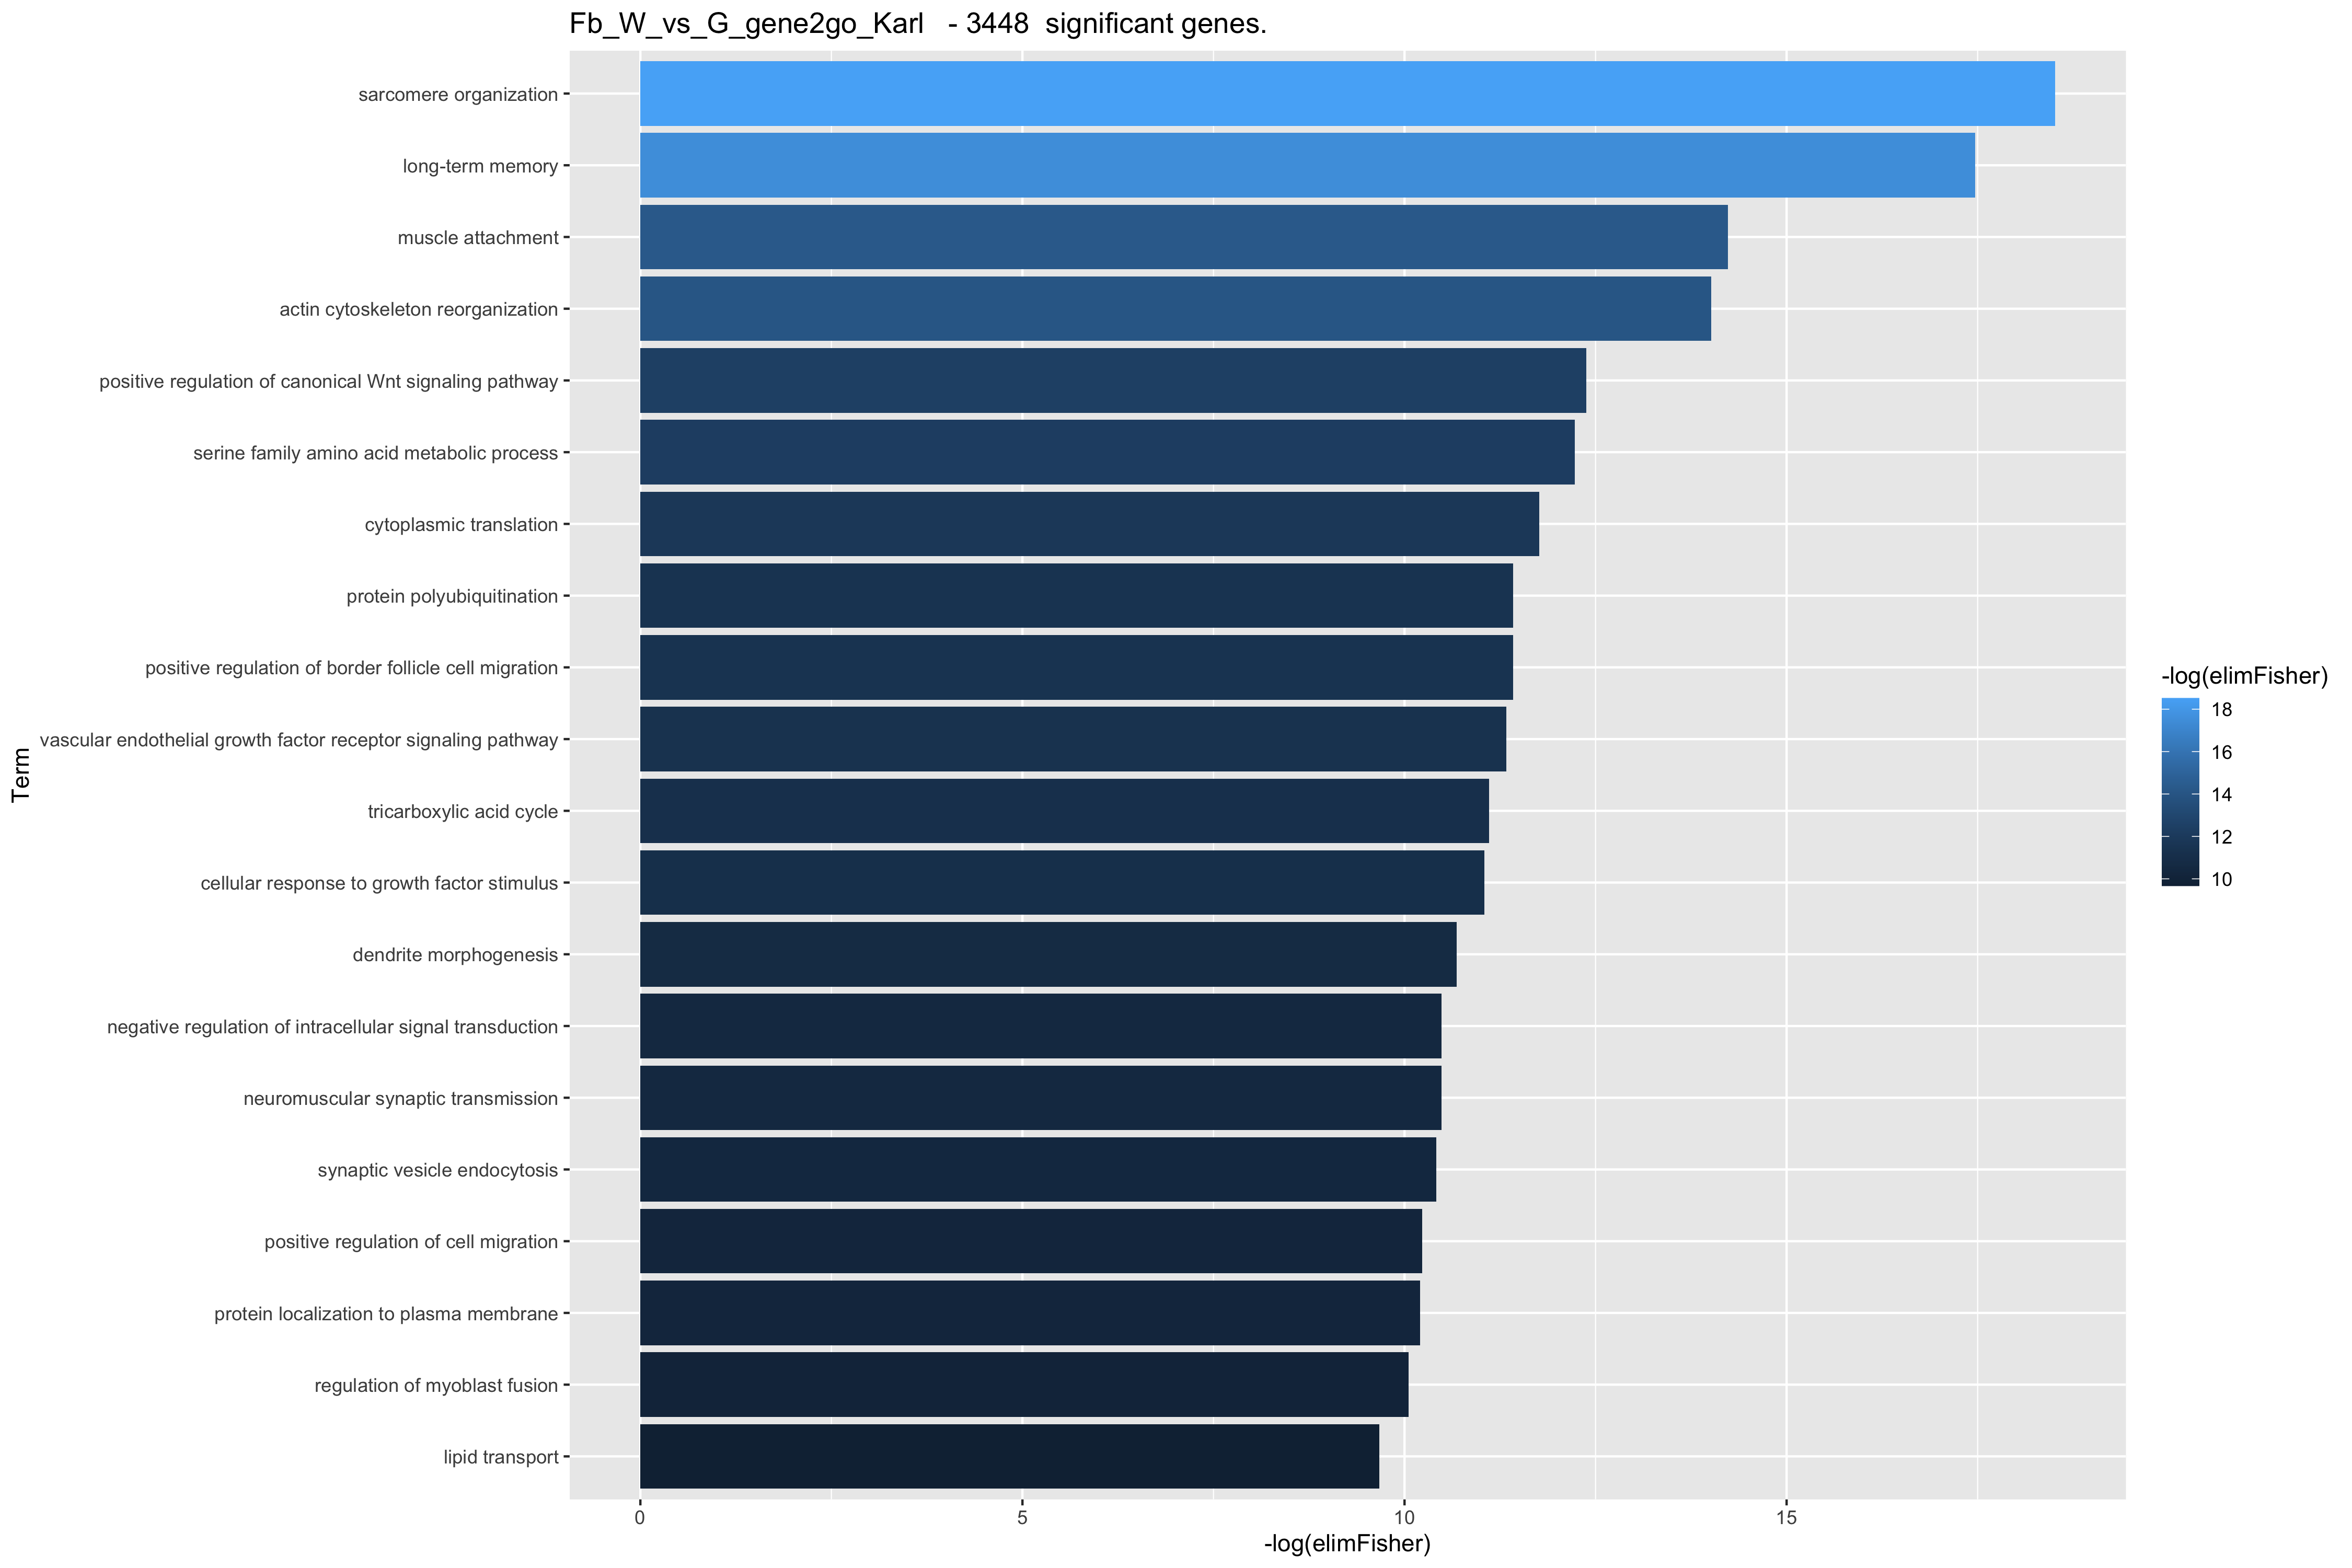 Fb_W_vs_G_gene2go_Karl - 3448 significant genes.
sarcomere organization
long-term memory
muscle attachment
actin cytoskeleton reorganization
positive regulation of canonical Wnt signaling pathway
serine family amino acid metabolic process
cytoplasmic translation
protein polyubiquitination
positive regulation of border follicle cell migration
vascular endothelial growth factor receptor signaling pathway
tricarboxylic acid cycle
cellular response to growth factor stimulus
dendrite morphogenesis
negative regulation of intracellular signal transduction
neuromuscular synaptic transmission
synaptic vesicle endocytosis
positive regulation of cell migration
protein localization to plasma membrane
regulation of myoblast fusion
lipid transport
Term
0 5 10 15
-log(elimFisher)
-log(elimFisher)
18
16
14
12
10